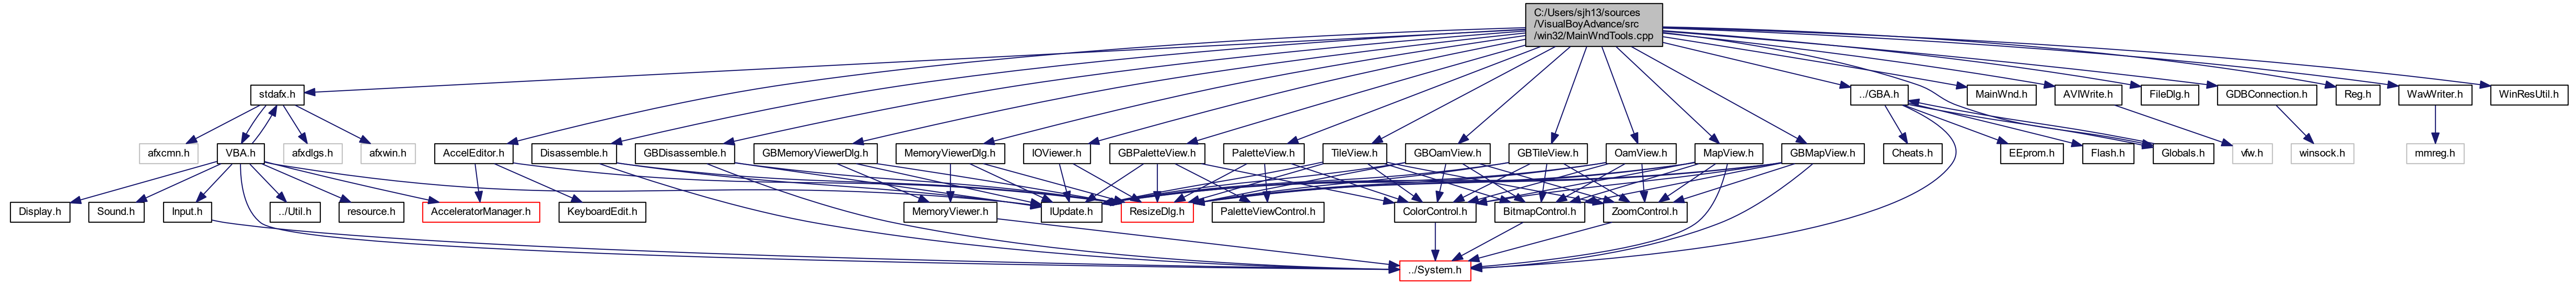 C:/Users/sjh13/sources
/VisualBoyAdvance/src
/win32/MainWndTools.cpp
stdafx.h
../GBA.h
MainWnd.h
AVIWrite.h
FileDlg.h
GDBConnection.h
Reg.h
WavWriter.h
WinResUtil.h
afxcmn.h
VBA.h
afxdlgs.h
afxwin.h
AccelEditor.h
Disassemble.h
GBDisassemble.h
GBMemoryViewerDlg.h
MemoryViewerDlg.h
IOViewer.h
GBPaletteView.h
PaletteView.h
TileView.h
GBOamView.h
GBTileView.h
OamView.h
MapView.h
GBMapView.h
Cheats.h
EEprom.h
Flash.h
Globals.h
vfw.h
winsock.h
mmreg.h
Display.h
Sound.h
Input.h
../Util.h
resource.h
AcceleratorManager.h
KeyboardEdit.h
MemoryViewer.h
IUpdate.h
ResizeDlg.h
PaletteViewControl.h
ColorControl.h
BitmapControl.h
ZoomControl.h
../System.h